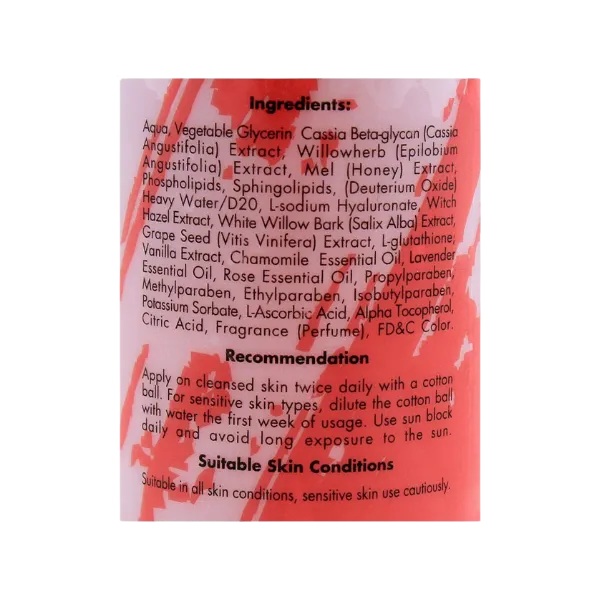 Ingredients:
Aqua, Vegetable Glycerin Cassia Beta-glycan (Cassia
Angustifolia) Extract, Willowherb (Epilobium
Angustifolia) Extract, Mel (Honey) Extract,
Phospholipids, Sphingolipids, (Deuterium Oxide)
Heavy Water/D20, L-sodium Hyaluronate, Witch
Hazel Extract, White Willow Bark (Salix Alba) Extract,
Grape Seed (Vitis Vinifera) Extract, L-glutathione,
Vanilla Extract, Chamomile Essential Oil, Lavender
Essential Oil, Rose Essential Oil, Propylparaben,
Methylparaben, Ethylparaben, Isobutylparaben,
Potassium Sorbate, L-Ascorbic Acid, Alpha Tocopherol,
Citric Acid, Fragrance (Perfume), FD&C Color.
Recommendation
Apply on cleansed skin twice daily with a cotton
ball. For sensitive skin types, dilute the cotton ball
with water the first week of usage. Use sun block
daily and avoid long exposure to the sun.
Suitable Skin Conditions
Suitable in all skin conditions, sensitive skin use cautiously.